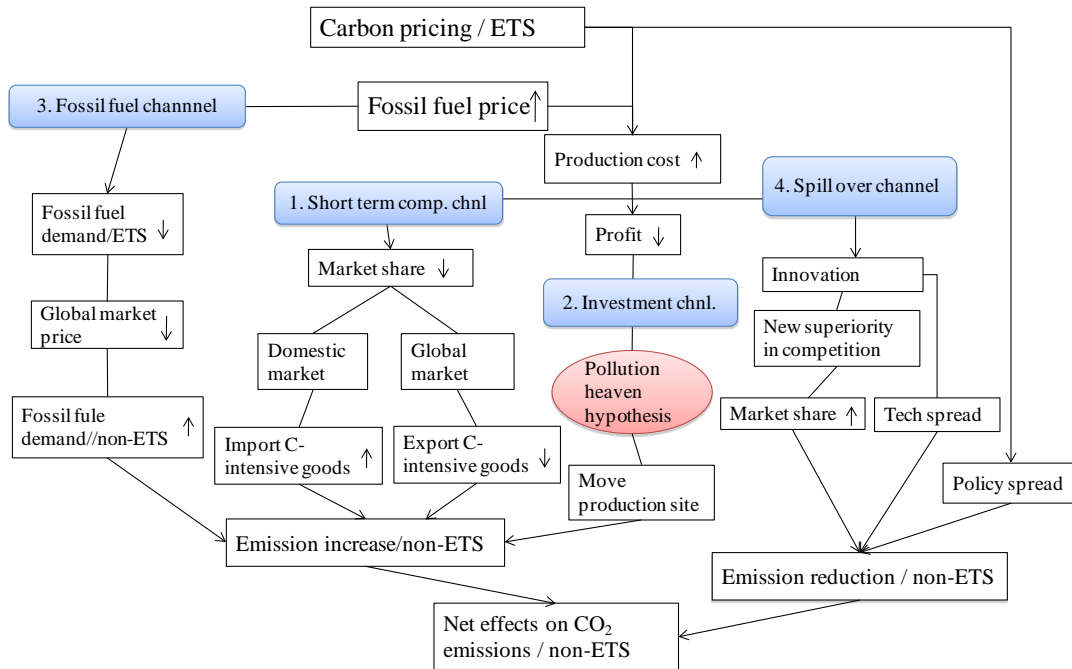 Carbon pricing / ETS
3. Fossil fuel channnel
Fossil fuel price ↑
Production cost ↑
1. Short term comp. chnl
4. Spill over channel
Fossil fuel
demand/ETS ↓
Profit ↓
Market share ↓
Innovation
2. Investment chnl.
Global market
price ↓
New superiority
in competition
Domestic
market
Global
market
Pollution
heaven
hypothesis
Fossil fule
demand//non-ETS ↑
Market share ↑
Tech spread
Import C-
intensive goods ↑
Export C-
intensive goods ↓
Move
production site
Policy spread
Emission increase/non-ETS
Emission reduction / non-ETS
Net effects on CO₂
emissions / non-ETS